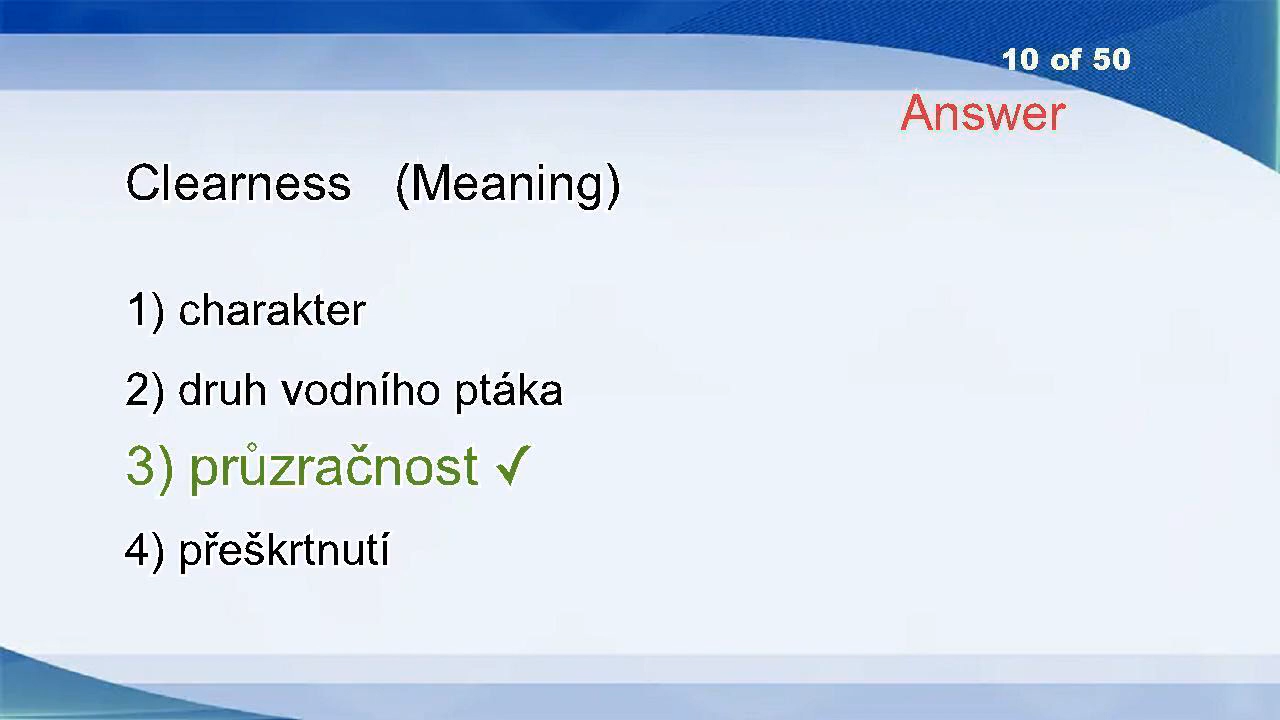 10 of 50
Answer
Clearness (Meaning)
1) charakter
2) druh vodního ptáka
3) průzračnost ✓
4) přeškrtnutí